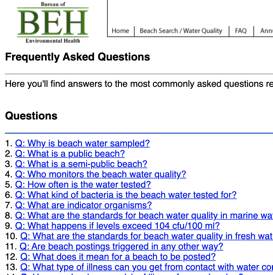 Bureau of
BEH
Environmental Health
Home | Beach Search / Water Quality | FAQ | Ann
Frequently Asked Questions
Here you'll find answers to the most commonly asked questions re
Questions
1. Q: Why is beach water sampled?
2. Q: What is a public beach?
3. Q: What is a semi-public beach?
4. Q: Who monitors the beach water quality?
5. Q: How often is the water tested?
6. Q: What kind of bacteria is the beach water tested for?
7. Q: What are indicator organisms?
8. Q: What are the standards for beach water quality in marine wa
9. Q: What happens if levels exceed 104 cfu/100 ml?
10. Q: What are the standards for beach water quality in fresh wat
11. Q: Are beach postings triggered in any other way?
12. Q: What does it mean for a beach to be posted?
13. Q: What type of illness can you get from contact with water co